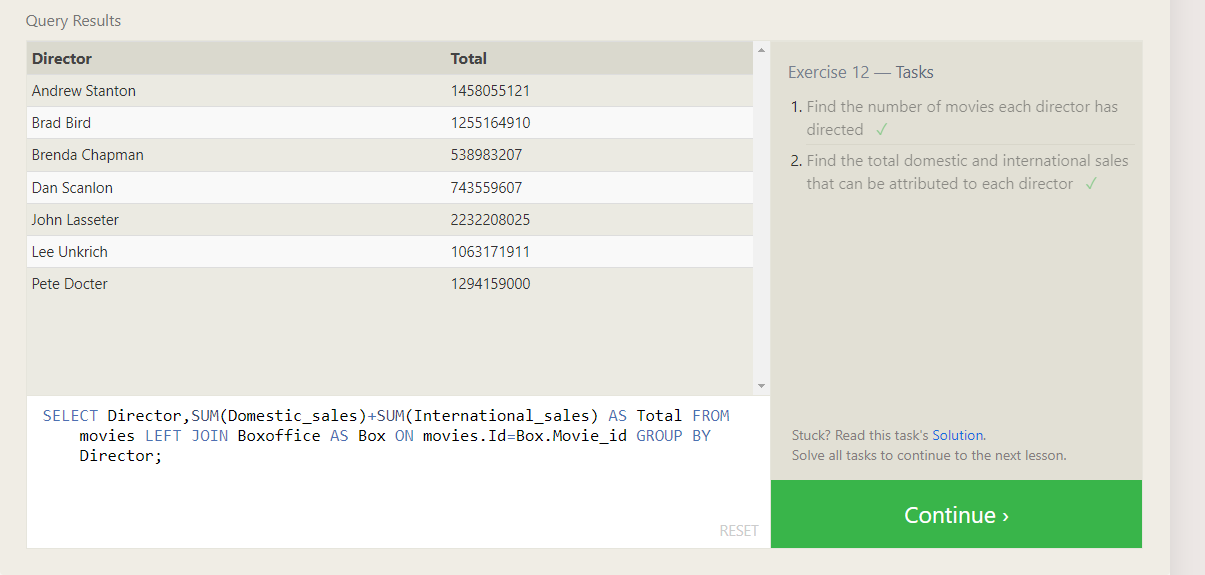 Query Results
Director Total
Andrew Stanton 1458055121
Brad Bird 1255164910
Brenda Chapman 538983207
Dan Scanlon 743559607
John Lasseter 2232208025
Lee Unkrich 1063171911
Pete Docter 1294159000
SELECT Director,SUM(Domestic_sales)+SUM(International_sales) AS Total FROM
movies LEFT JOIN Boxoffice AS Box ON movies.Id=Box.Movie_id GROUP BY
Director;
RESET
Exercise 12 — Tasks
1. Find the number of movies each director has
directed ✓
2. Find the total domestic and international sales
that can be attributed to each director ✓
Stuck? Read this task's Solution.
Solve all tasks to continue to the next lesson.
Continue ›